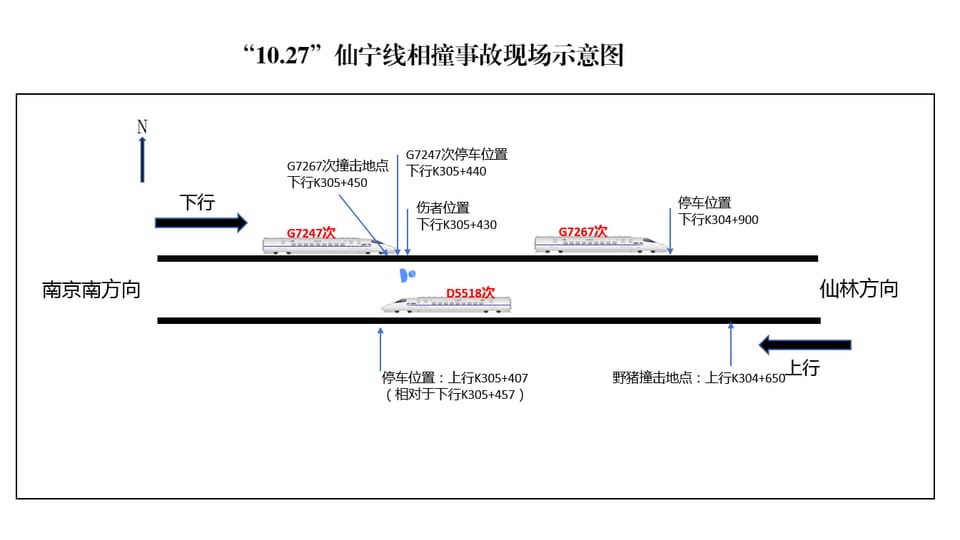 “10.27”仙宁线相撞事故现场示意图
N
G7247次停车位置
下行K305+440
G7267次撞击地点
下行K305+450
下行
伤者位置
下行K305+430
停车位置
下行K304+900
G7247次
G7267次
南京南方向
仙林方向
D5518次
停车位置：上行K305+407
（相对于下行K305+457）
野猪撞击地点：上行K304+650
上行